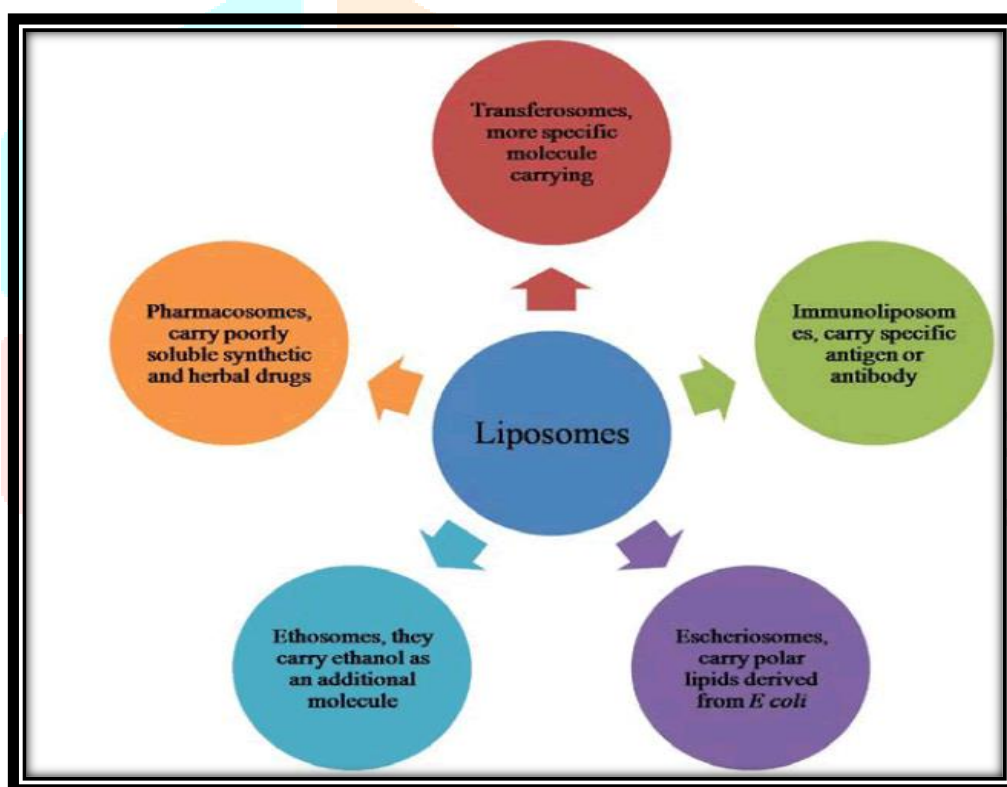 Transferosomes,
more specific
molecule
carrying
Pharmacosomes,
carry poorly
soluble synthetic
and herbal drugs
Immunoliposom
es, carry specific
antigen or
antibody
Liposomes
Ethosomes, they
carry ethanol as
an additional
molecule
Escheriosomes,
carry polar
lipids derived
from E coli